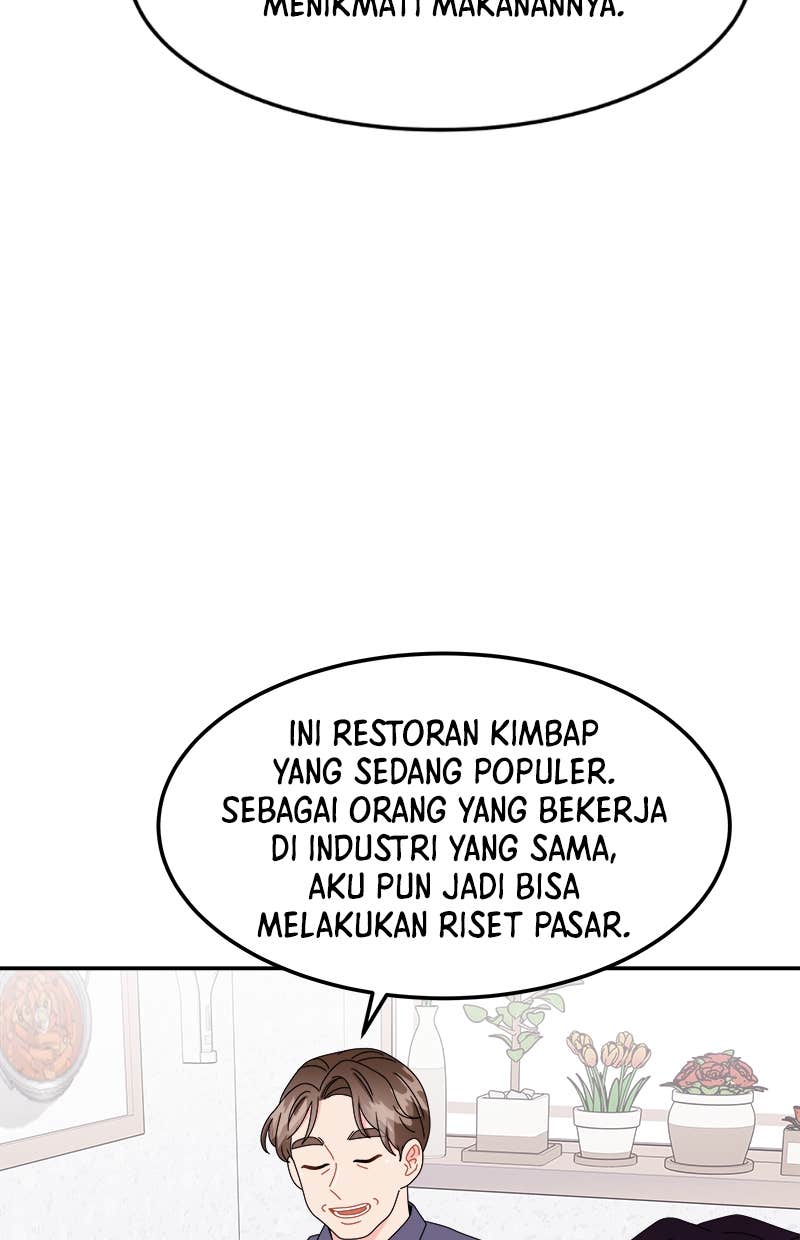 MENIKMATI MAKANANNYA.
INI RESTORAN KIMBAP
YANG SEDANG POPULER.
SEBAGAI ORANG YANG BEKERJA
DI INDUSTRI YANG SAMA,
AKU PUN JADI BISA
MELAKUKAN RISET PASAR.